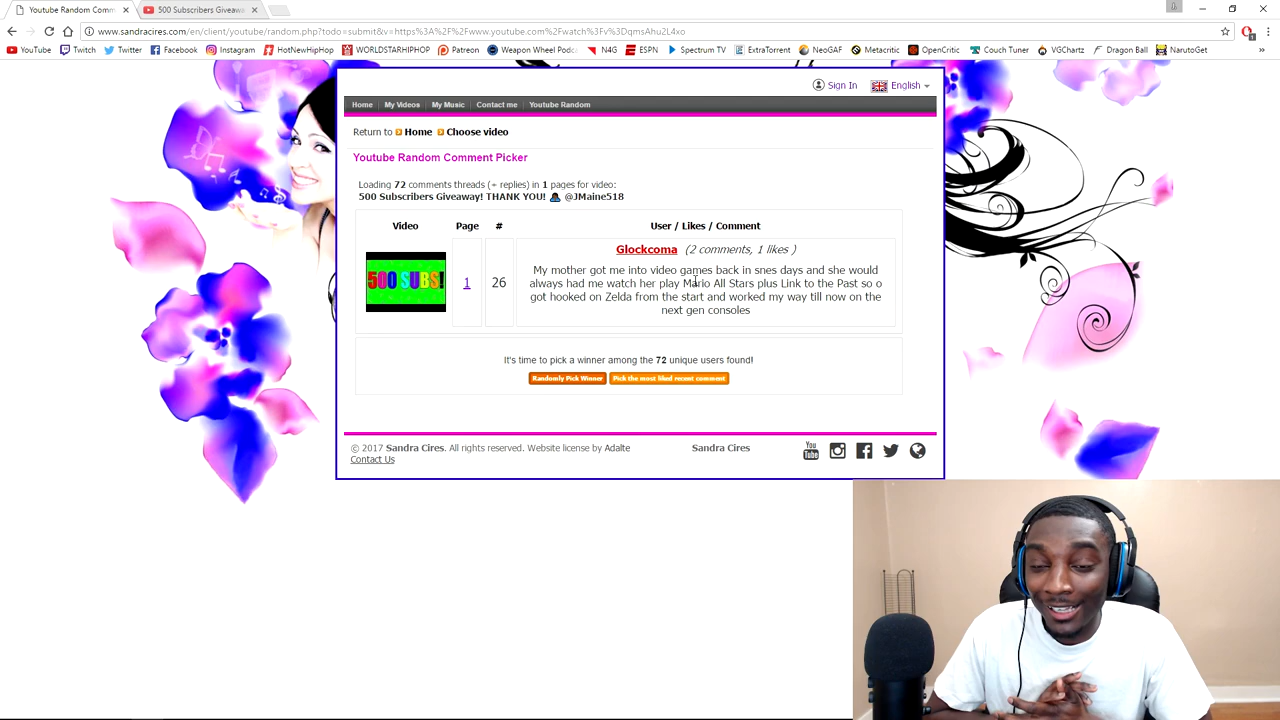 Youtube Random Comm
500 Subscribers Giveaw
www.sandracires.com/en/client/youtube/random.php?todo=submit&v=https%3A%2F%2Fwww.youtube.com%2Fwatch%3Fv%3DqmsAhu2L4xo
YouTube Twitch Twitter Facebook Instagram HotNewHipHop WORLDSTARHIPHOP Patreon Weapon Wheel Podc N4G ESPN Spectrum TV ExtraTorrent NeoGAF Metacritic OpenCritic Couch Tuner VGChartz Dragon Ball NarutoGet »
Sign In English
Home My Videos My Music Contact me Youtube Random
Return to Home Choose video
Youtube Random Comment Picker
Loading 72 comments threads (+ replies) in 1 pages for video:
500 Subscribers Giveaway! THANK YOU! @JMaine518
Video Page # User / Likes / Comment
Glockcoma (2 comments, 1 likes )
500 SUBS!
1
26
My mother got me into video games back in snes days and she would
always had me watch her play Mario All Stars plus Link to the Past so o
got hooked on Zelda from the start and worked my way till now on the
next gen consoles
It's time to pick a winner among the 72 unique users found!
Randomly Pick Winner Pick the most liked recent comment
© 2017 Sandra Cires. All rights reserved. Website license by Adalte
Contact Us
Sandra Cires
You Tube